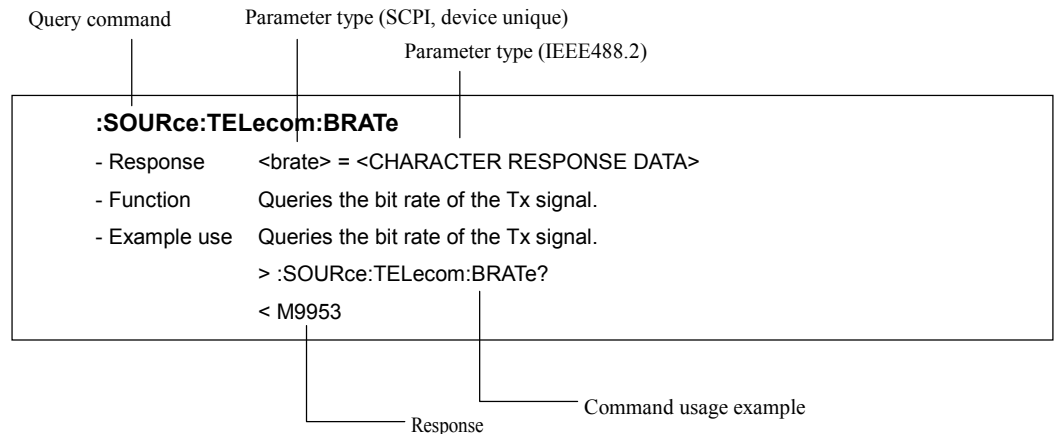 Query command Parameter type (SCPI, device unique)
Parameter type (IEEE488.2)
:SOURce:TELecom:BRATe
- Response <brate> = <CHARACTER RESPONSE DATA>
- Function Queries the bit rate of the Tx signal.
- Example use Queries the bit rate of the Tx signal.
> :SOURce:TELecom:BRATe?
< M9953
Command usage example
Response